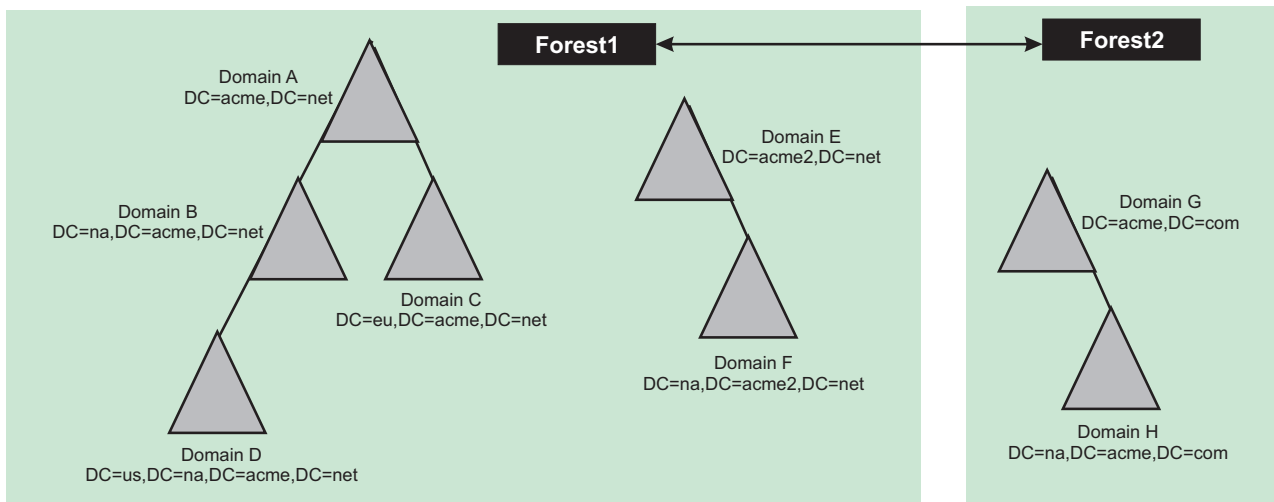 Forest1
Forest2
Domain A
DC=acme,DC=net
Domain B
DC=na,DC=acme,DC=net
Domain C
DC=eu,DC=acme,DC=net
Domain D
DC=us,DC=na,DC=acme,DC=net
Domain E
DC=acme2,DC=net
Domain F
DC=na,DC=acme2,DC=net
Domain G
DC=acme,DC=com
Domain H
DC=na,DC=acme,DC=com